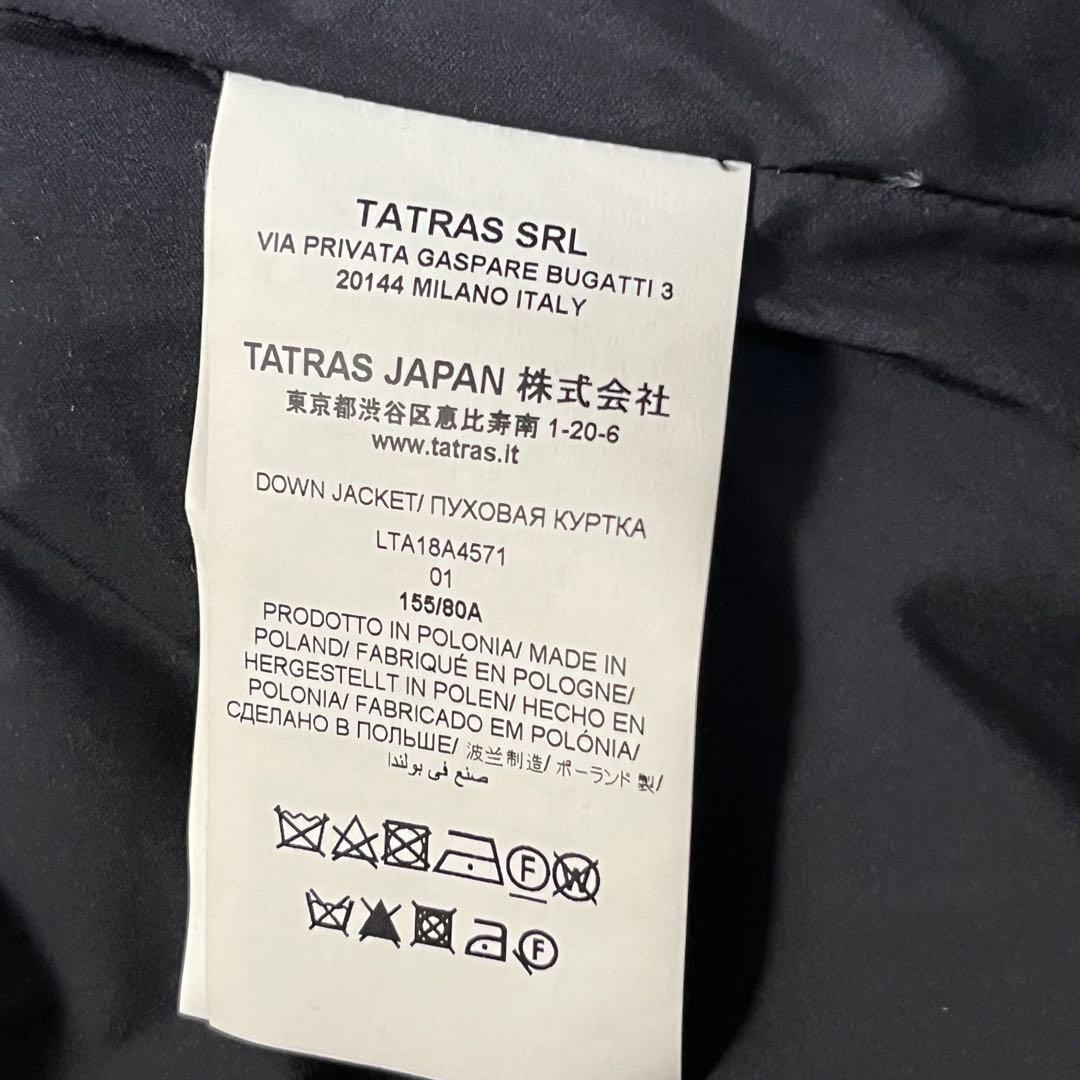 TATRAS SRL
VIA PRIVATA GASPARE BUGATTI 3
20144 MILANO ITALY
TATRAS JAPAN 株式会社
東京都渋谷区恵比寿南 1-20-6
www.tatras.it
DOWN JACKET/ ПУХОВАЯ КУРТКА
LTA18A4571
01
155/80A
PRODOTTO IN POLONIA/ MADE IN
POLAND/ FABRIQUÉ EN POLOGNE/
HERGESTELLT IN POLEN/ HECHO EN
POLONIA/ FABRICADO EM POLÓNIA/
СДЕЛАНО В ПОЛЬШЕ/ 波兰制造/ ポーランド 製/
صنع في بولندا
F W
F